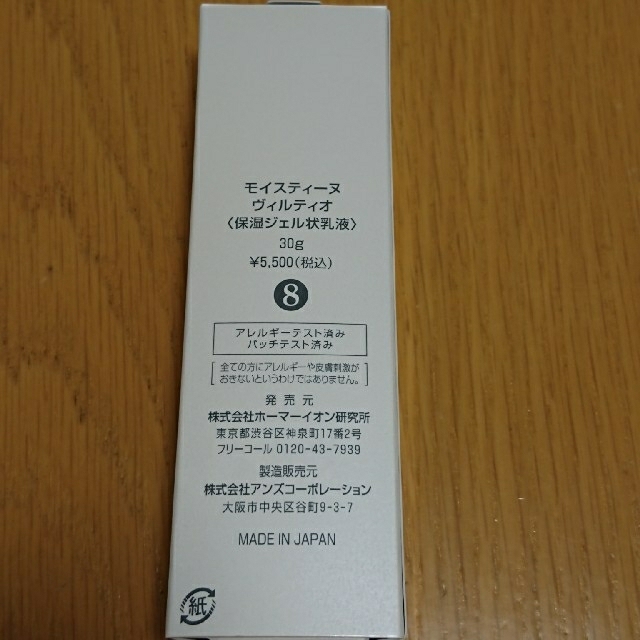 モイスティーヌ
ヴィルティオ
〈保湿ジェル状乳液〉
30g
¥5,500(税込)
8
アレルギーテスト済み
パッチテスト済み
全ての方にアレルギーや皮膚刺激が
おきないというわけではありません。
発売元
株式会社ホーマーイオン研究所
東京都渋谷区神泉町17番2号
フリーコール 0120-43-7939
製造販売元
株式会社アンズコーポレーション
大阪市中央区谷町9-3-7
MADE IN JAPAN
紙